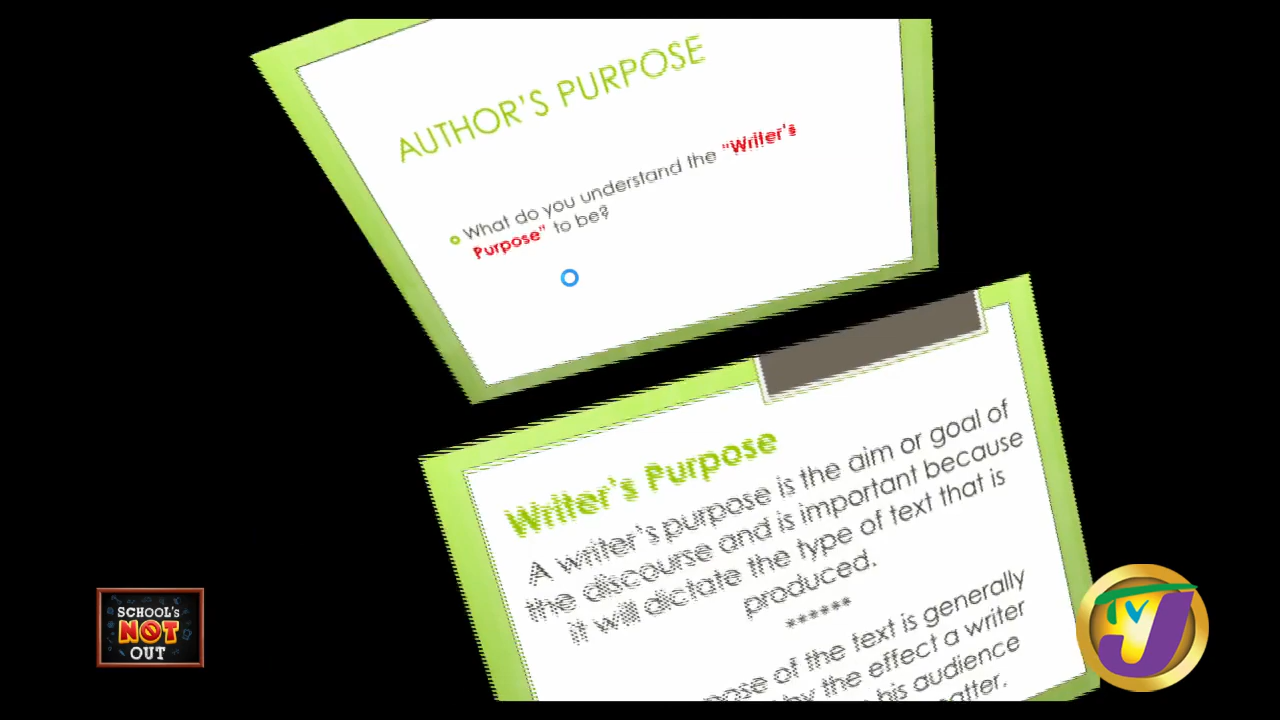 AUTHOR'S PURPOSE
What do you understand the "Writer's
Purpose" to be?
Writer's Purpose
A writer's purpose is the aim or goal of
the discourse and is important because
it will dictate the type of text that is
produced.
******
of the text is generally
by the effect a writer
his audience
SCHOOL'S
NOT
OUT
TVJ